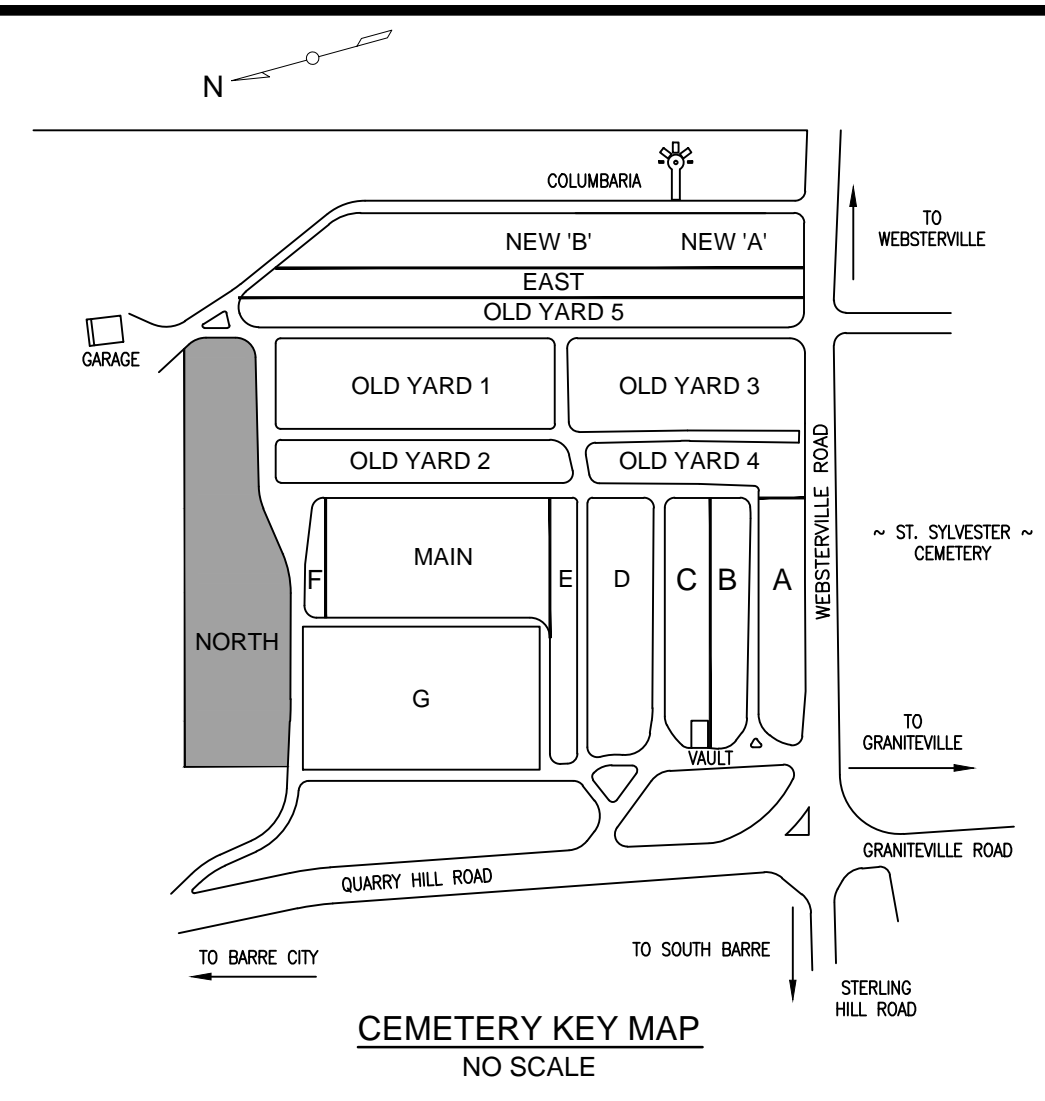 N
COLUMBARIA
TO
WEBSTERVILLE
NEW 'B'
NEW 'A'
EAST
OLD YARD 5
GARAGE
OLD YARD 1
OLD YARD 3
OLD YARD 2
OLD YARD 4
WEBSTERVILLE ROAD
~ ST. SYLVESTER ~
CEMETERY
MAIN
F
E
D
C
B
A
NORTH
G
TO
GRANITEVILLE
VAULT
GRANITEVILLE ROAD
QUARRY HILL ROAD
TO BARRE CITY
TO SOUTH BARRE
STERLING
HILL ROAD
CEMETERY KEY MAP
NO SCALE